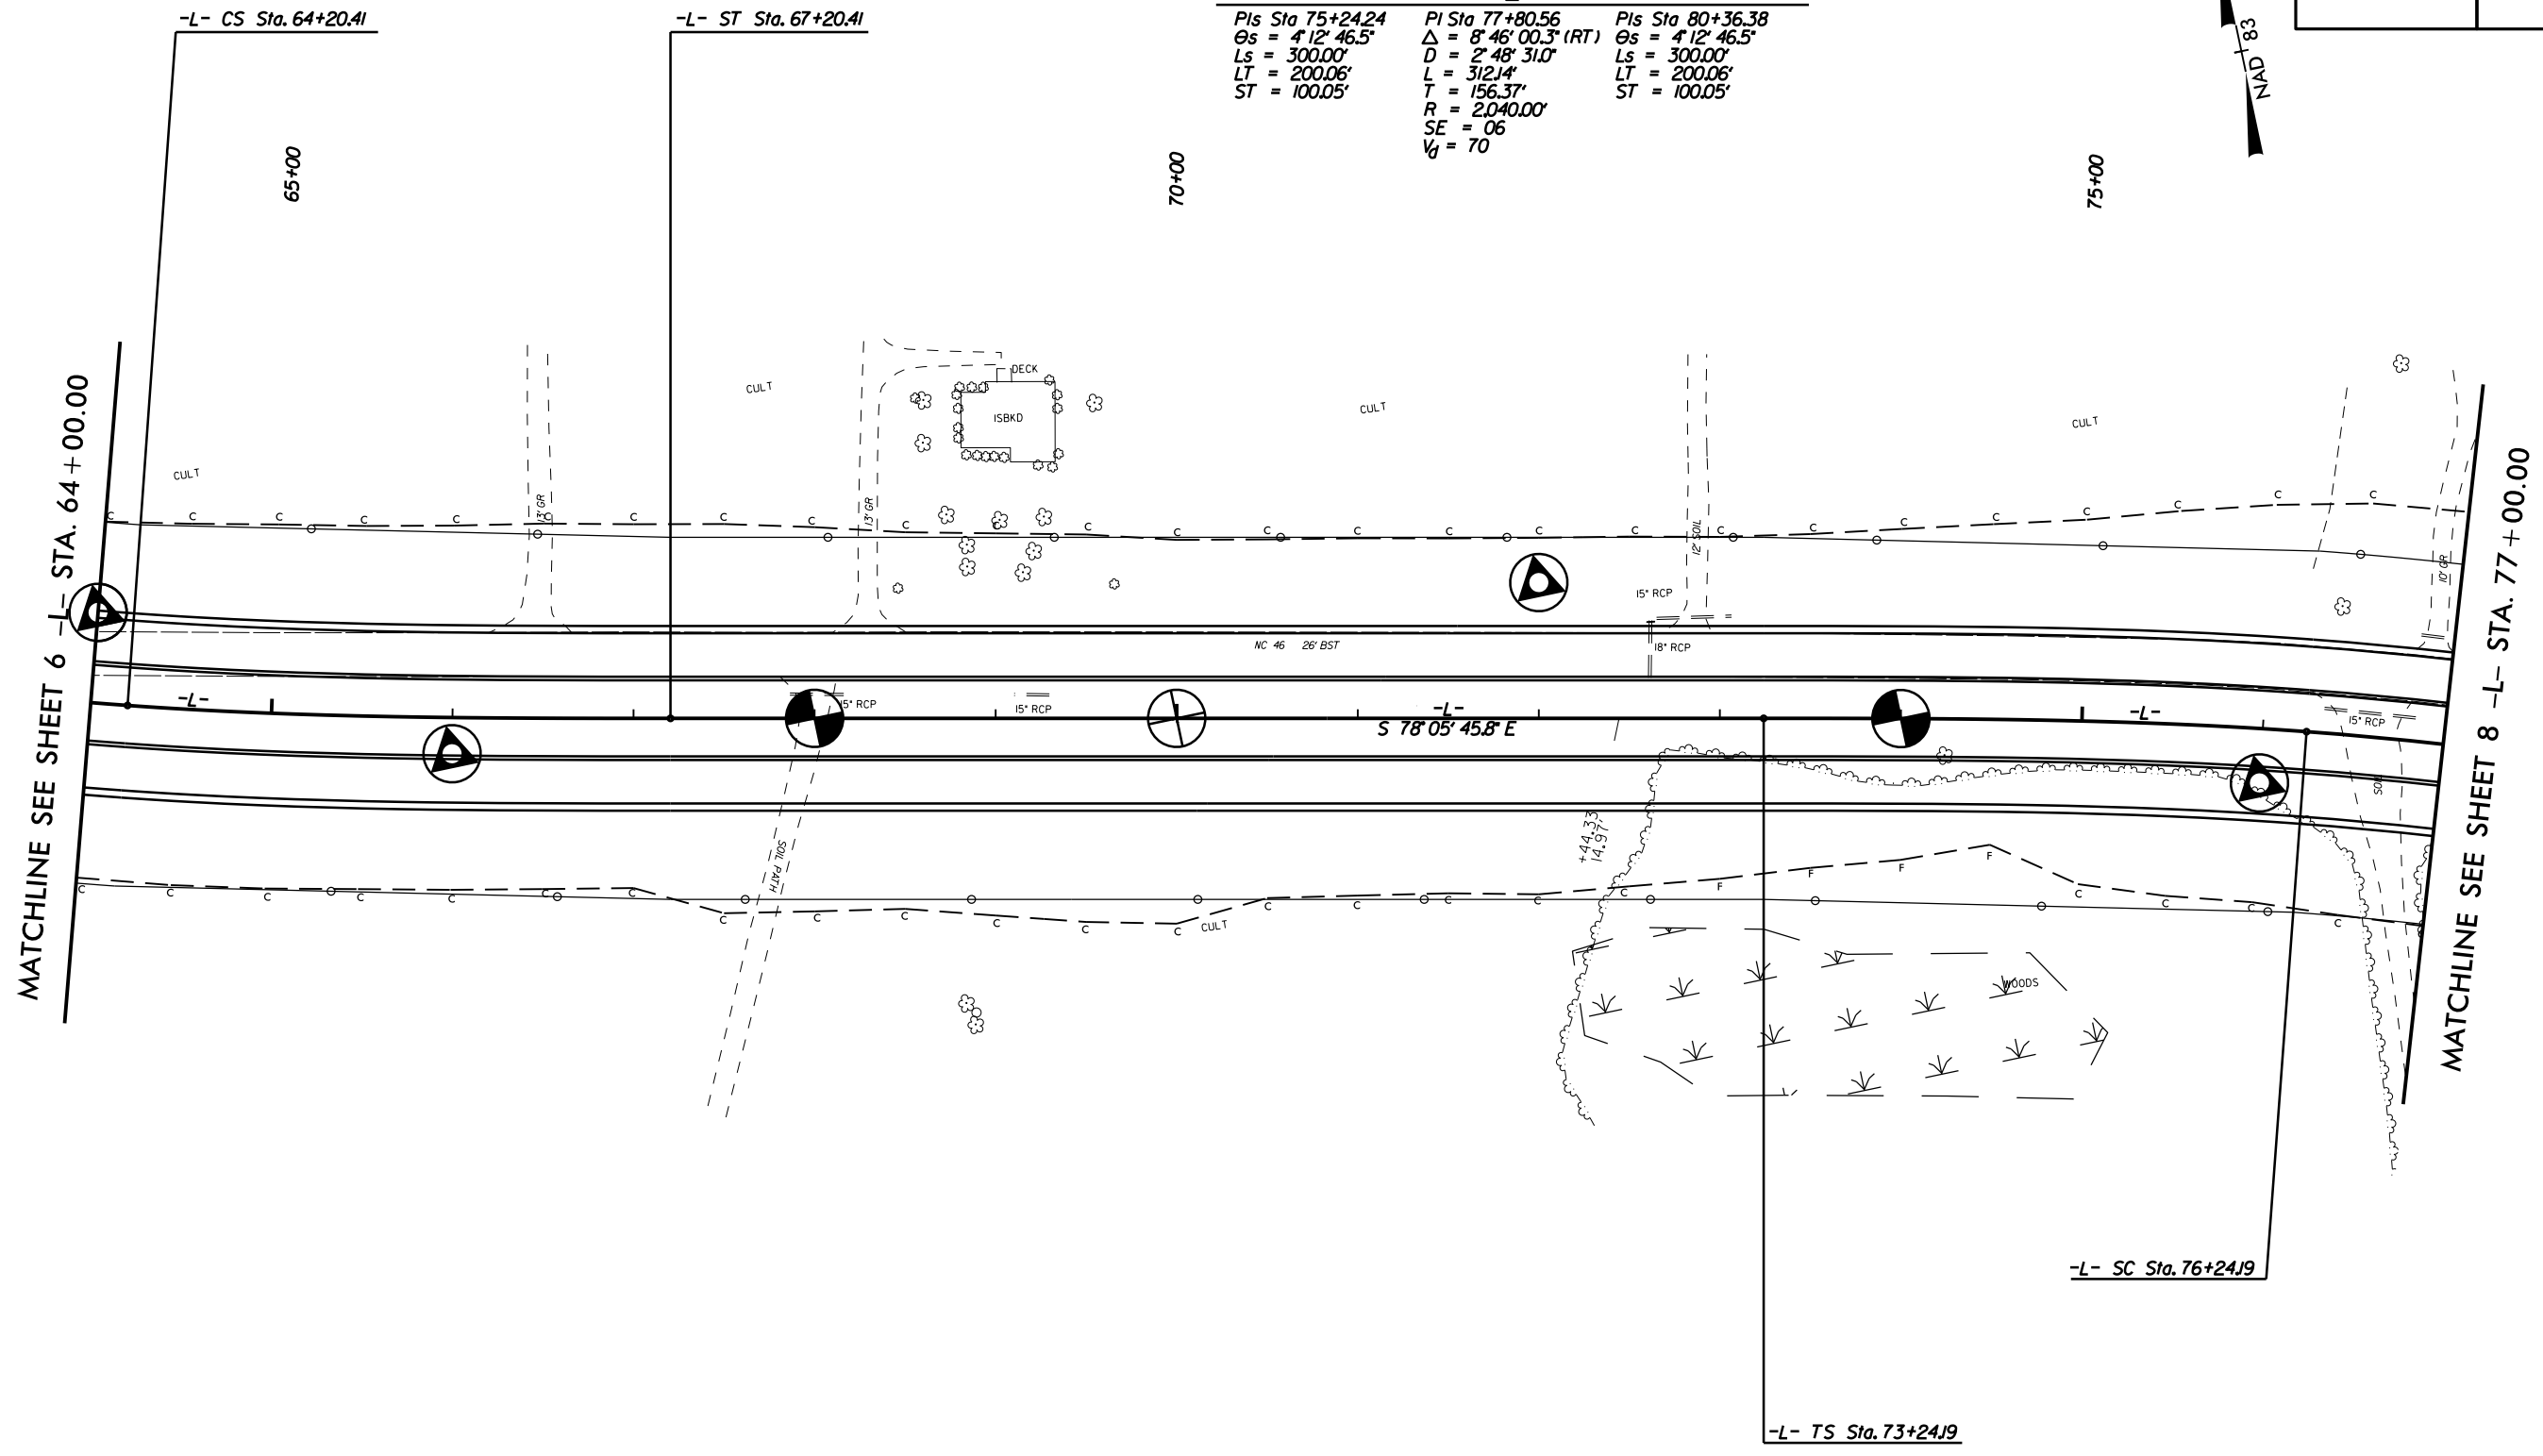 -L- CS Sta. 64+20.41
-L- ST Sta. 67+20.41
PIs Sta 75+24.24
Θs = 4° 12' 46.5"
Ls = 300.00'
LT = 200.06'
ST = 100.05'
PI Sta 77+80.56
Δ = 8° 46' 00.3" (RT)
D = 2° 48' 31.0"
L = 312.14'
T = 156.37'
R = 2,040.00'
SE = 06
Vd = 70
PIs Sta 80+36.38
Θs = 4° 12' 46.5"
Ls = 300.00'
LT = 200.06'
ST = 100.05'
NAD 83
65+00
70+00
75+00
MATCHLINE SEE SHEET 6 -L- STA. 64+00.00
CULT
CULT
DECK
1SBKD
CULT
CULT
13' GR
13' GR
12' SOIL
10' GR
C C C C C C C C C C C C C C C C C C C C C C C C C C
15" RCP
NC 46 26' BST
18" RCP
-L-
15" RCP
15" RCP
-L-
S 78° 05' 45.8" E
-L-
15" RCP
SOIL
SOIL PATH
+44.33
14.97'
C C C C C C C C C C C C C C C C C C F F F F C C C C
CULT
WOODS
MATCHLINE SEE SHEET 8 -L- STA. 77+00.00
-L- SC Sta. 76+24.19
-L- TS Sta. 73+24.19